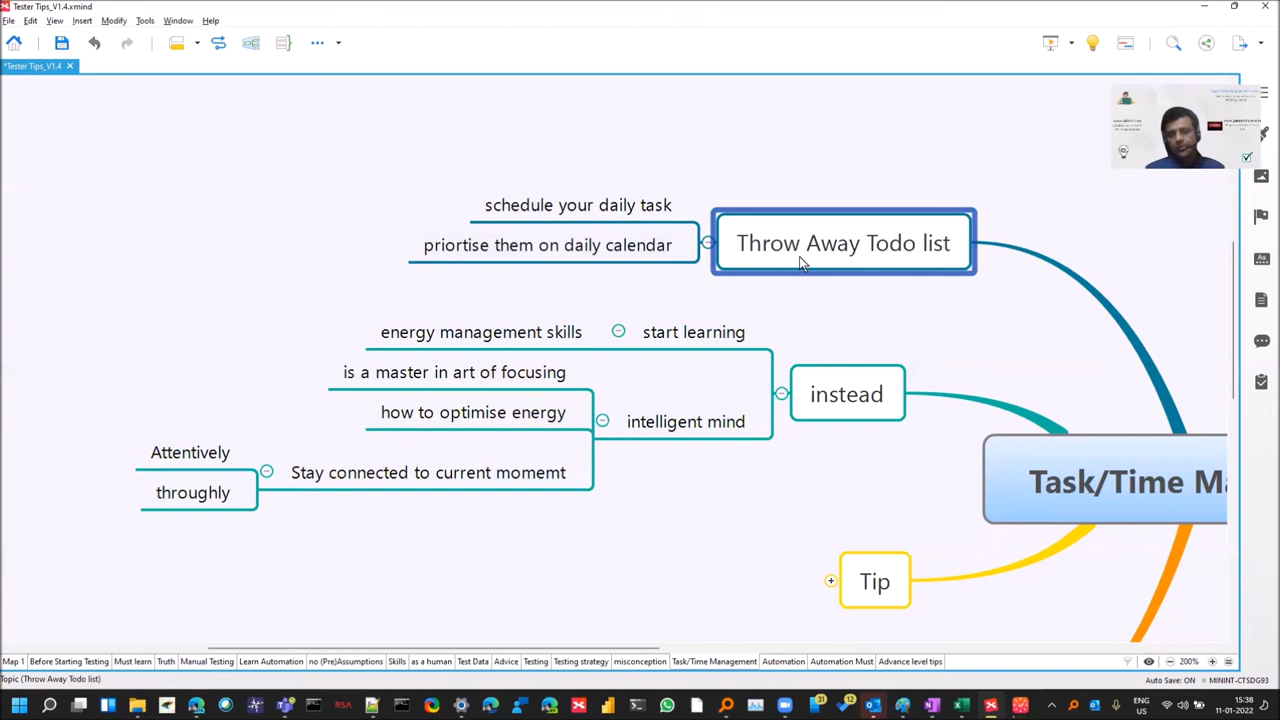 Tester Tips_V1.4.xmind
File Edit View Insert Modify Tools Window Help
*Tester Tips_V1.4
schedule your daily task
priortise them on daily calendar
Throw Away Todo list
energy management skills
start learning
is a master in art of focusing
how to optimise energy
intelligent mind
instead
Attentively
throughly
Stay connected to current momemt
Task/Time Ma
Tip
Map 1 Before Starting Testing Must learn Truth Manual Testing Learn Automation no (Pre)Assumptions Skills as a human Test Data Advice Testing Testing strategy misconception Task/Time Management Automation Automation Must Advance level tips
200%
Topic (Throw Away Todo list)
Auto Save: ON MININT-CTSDG93
RSA
31
12
ENG
US
15:38
11-01-2022